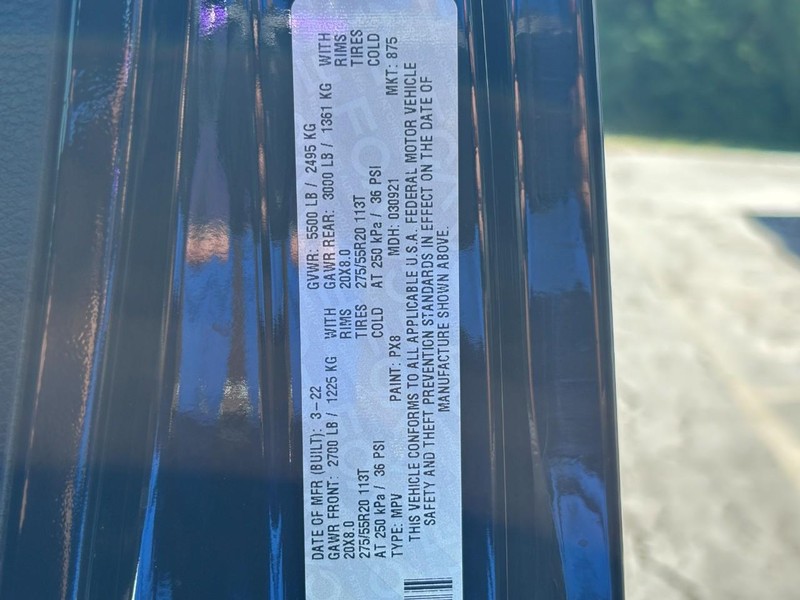 DATE OF MFR (BUILT): 3-22 GVWR: 5500 LB / 2495 KG
GAWR FRONT: 2700 LB / 1225 KG WITH GAWR REAR: 3000 LB / 1361 KG WITH
20X8.0 RIMS 20X8.0 RIMS
275/55R20 113T TIRES 275/55R20 113T TIRES
AT 250 kPa / 36 PSI COLD AT 250 kPa / 36 PSI COLD
TYPE: MPV PAINT: PX8 MDH: 030921 MKT: 875
THIS VEHICLE CONFORMS TO ALL APPLICABLE U.S.A. FEDERAL MOTOR VEHICLE
SAFETY AND THEFT PREVENTION STANDARDS IN EFFECT ON THE DATE OF
MANUFACTURE SHOWN ABOVE.